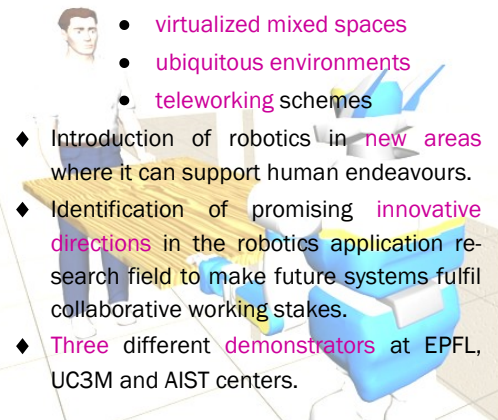 • virtualized mixed spaces
• ubiquitous environments
• teleworking schemes
♦ Introduction of robotics in new areas
where it can support human endeavours.
♦ Identification of promising innovative
directions in the robotics application re-
search field to make future systems fulfil
collaborative working stakes.
♦ Three different demonstrators at EPFL,
UC3M and AIST centers.